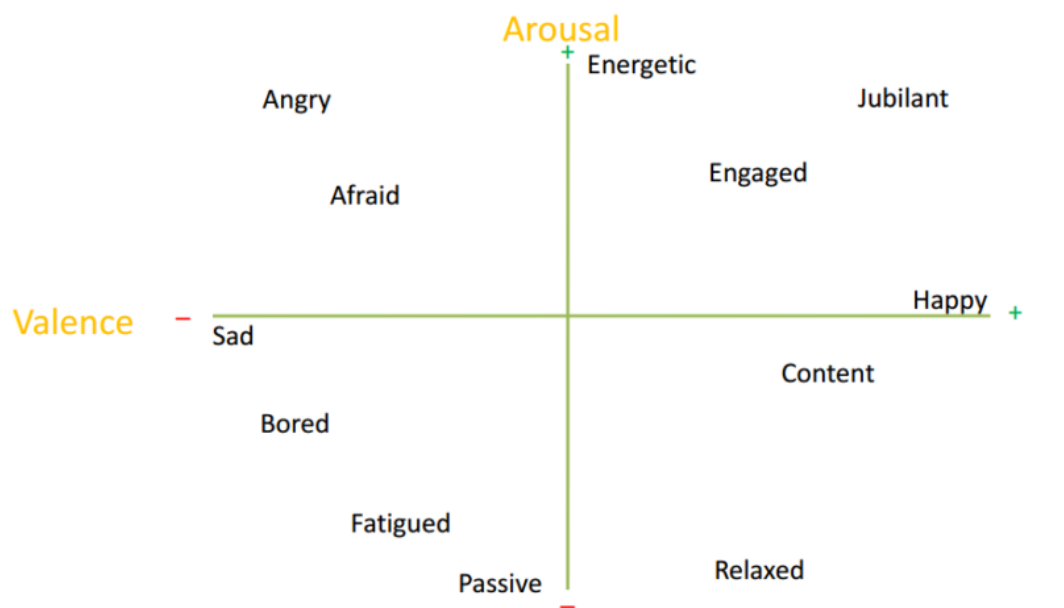 Arousal
+
Energetic
Angry
Jubilant
Engaged
Afraid
Happy
Valence
–
+
Sad
Content
Bored
Fatigued
Relaxed
Passive
–